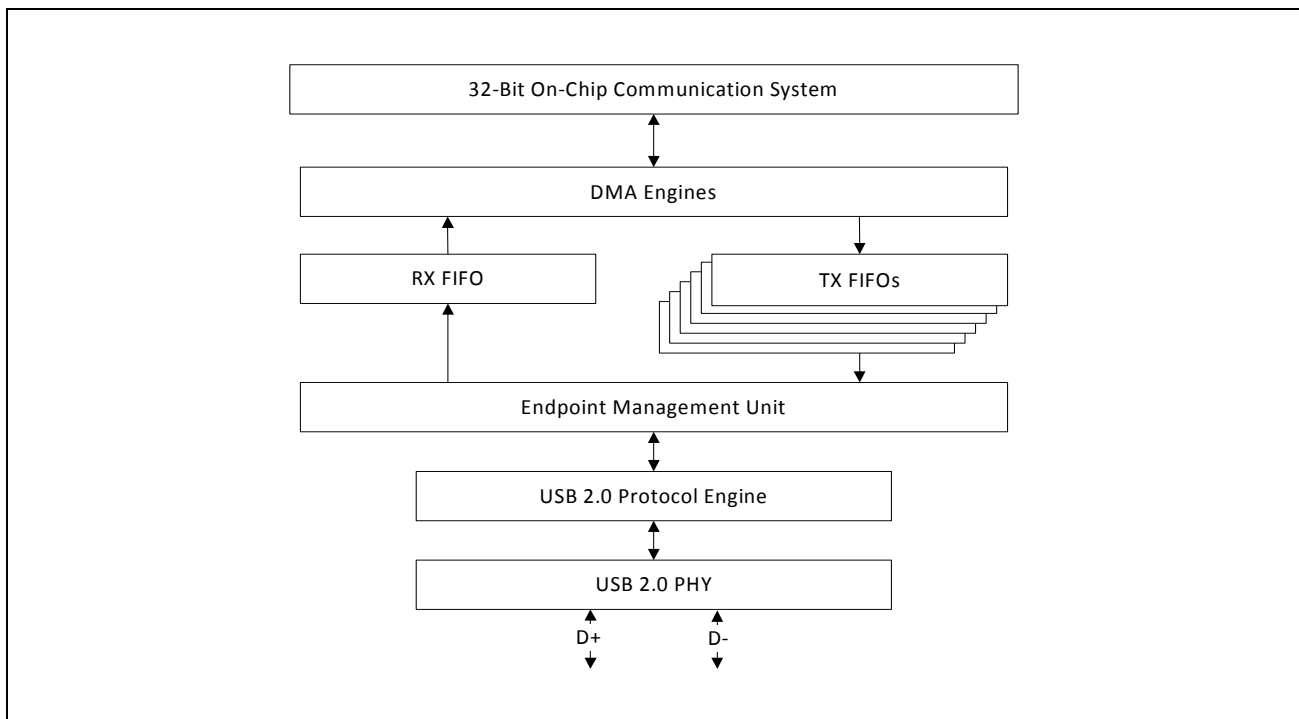 32-Bit On-Chip Communication System
DMA Engines
RX FIFO
TX FIFOs
Endpoint Management Unit
USB 2.0 Protocol Engine
USB 2.0 PHY
D+
D-